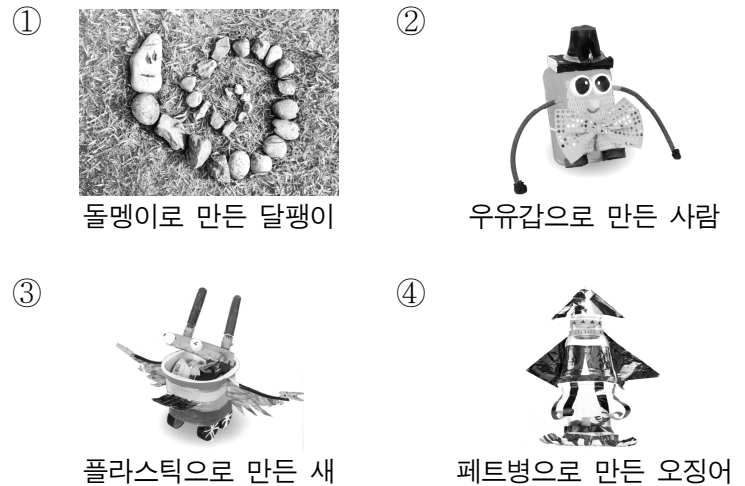 ① 돌멩이로 만든 달팽이
② 우유갑으로 만든 사람
③ 플라스틱으로 만든 새
④ 페트병으로 만든 오징어